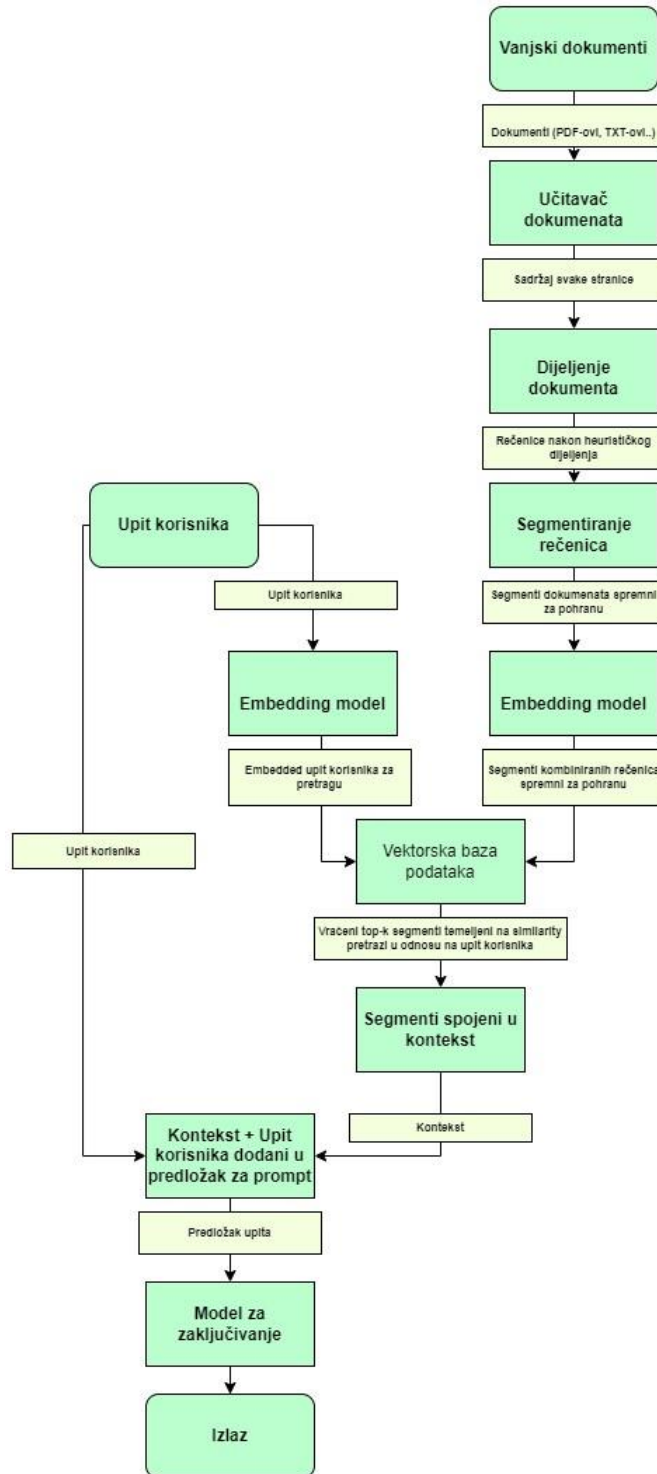 Vanjski dokumenti
Dokumenti (PDF-ovi, TXT-ovi..)
Učitavač
dokumenata
Sadržaj svake stranice
Dijeljenje
dokumenta
Rečenice nakon heurističkog
dijeljenja
Upit korisnika
Segmentiranje
rečenica
Upit korisnika
Segmenti dokumenata spremni
za pohranu
Embedding model
Embedding model
Embedded upit korisnika za
pretragu
Segmenti kombiniranih rečenica
spremni za pohranu
Upit korisnika
Vektorska baza
podataka
Vraćeni top-k segmenti temeljeni na similarity
pretrazi u odnosu na upit korisnika
Segmenti spojeni u
kontekst
Kontekst
Kontekst + Upit
korisnika dodani u
predložak za prompt
Predložak upita
Model za
zaključivanje
Izlaz